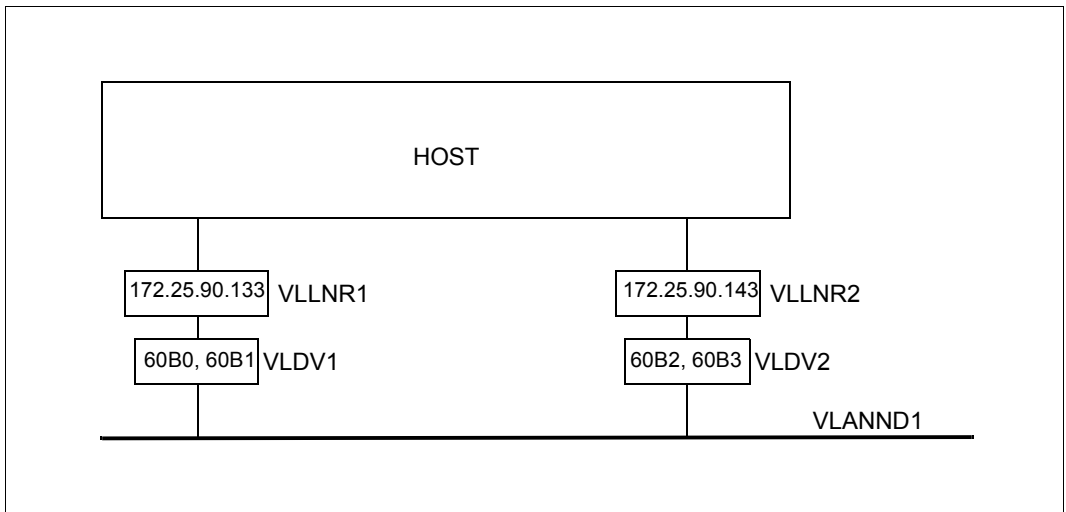 HOST
172.25.90.133 VLLNR1
172.25.90.143 VLLNR2
60B0, 60B1 VLDV1
60B2, 60B3 VLDV2
VLANND1